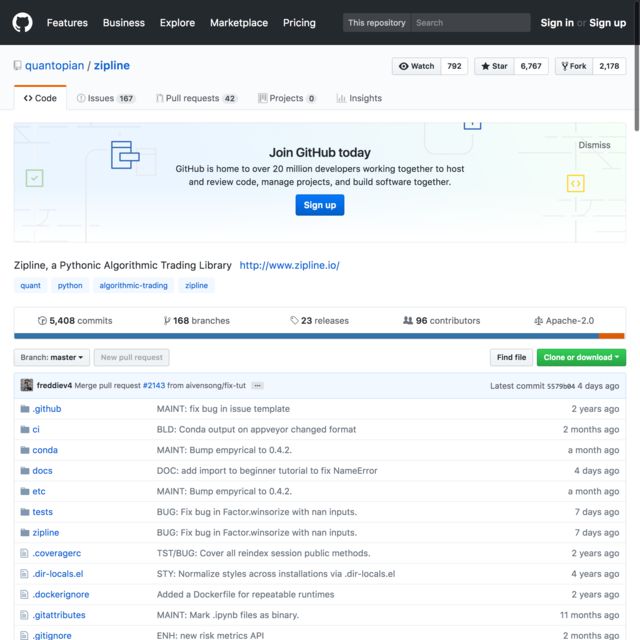 Features Business Explore Marketplace Pricing This repository Search Sign in or Sign up
quantopian / zipline Watch 792 Star 6,767 Fork 2,178
Code Issues 167 Pull requests 42 Projects 0 Insights
Join GitHub today
Dismiss
GitHub is home to over 20 million developers working together to host
and review code, manage projects, and build software together.
Sign up
Zipline, a Pythonic Algorithmic Trading Library http://www.zipline.io/
quant python algorithmic-trading zipline
5,408 commits 168 branches 23 releases 96 contributors Apache-2.0
Branch: master New pull request Find file Clone or download
freddiev4 Merge pull request #2143 from aivensong/fix-tut … Latest commit 5579b04 4 days ago
.github MAINT: fix bug in issue template 2 years ago
ci BLD: Conda output on appveyor changed format 2 months ago
conda MAINT: Bump empyrical to 0.4.2. a month ago
docs DOC: add import to beginner tutorial to fix NameError 4 days ago
etc MAINT: Bump empyrical to 0.4.2. a month ago
tests BUG: Fix bug in Factor.winsorize with nan inputs. 7 days ago
zipline BUG: Fix bug in Factor.winsorize with nan inputs. 7 days ago
.coveragerc TST/BUG: Cover all reindex session public methods. 2 years ago
.dir-locals.el STY: Normalize styles across installations via .dir-locals.el 4 years ago
.dockerignore Added a Dockerfile for repeatable runtimes 2 years ago
.gitattributes MAINT: Mark .ipynb files as binary. 11 months ago
.gitignore ENH: new risk metrics API 8 months ago